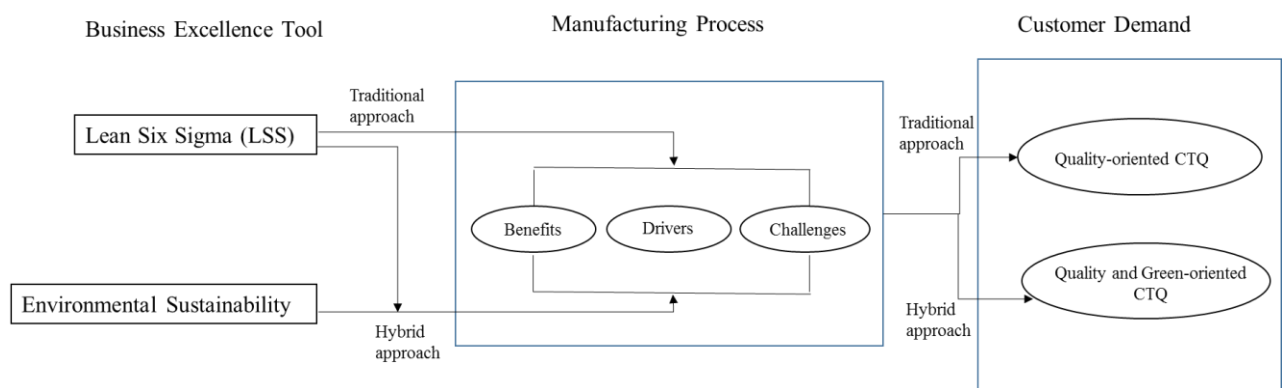 Business Excellence Tool
Manufacturing Process
Customer Demand
Traditional
approach
Lean Six Sigma (LSS)
Traditional
approach
Quality-oriented CTQ
Benefits
Drivers
Challenges
Environmental Sustainability
Quality and Green-oriented
CTQ
Hybrid
approach
Hybrid
approach